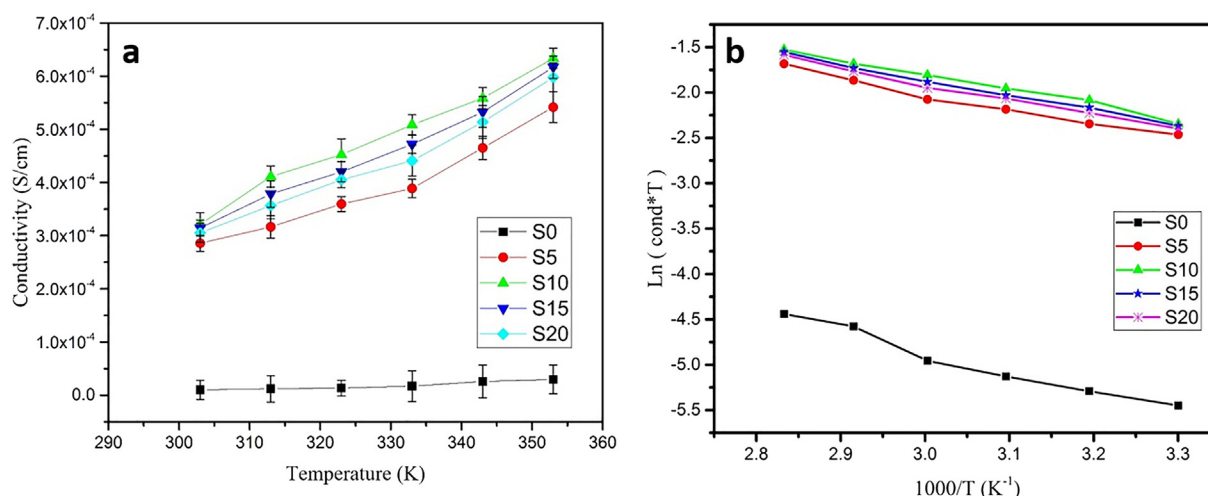 a
7.0x10-4
6.0x10-4
5.0x10-4
4.0x10-4
3.0x10-4
2.0x10-4
1.0x10-4
0.0
Conductivity (S/cm)
S0
S5
S10
S15
S20
290 300 310 320 330 340 350 360
Temperature (K)
b
-1.5
-2.0
-2.5
-3.0
-3.5
-4.0
-4.5
-5.0
-5.5
Ln ( cond*T )
S0
S5
S10
S15
S20
2.8 2.9 3.0 3.1 3.2 3.3
1000/T (K-1)